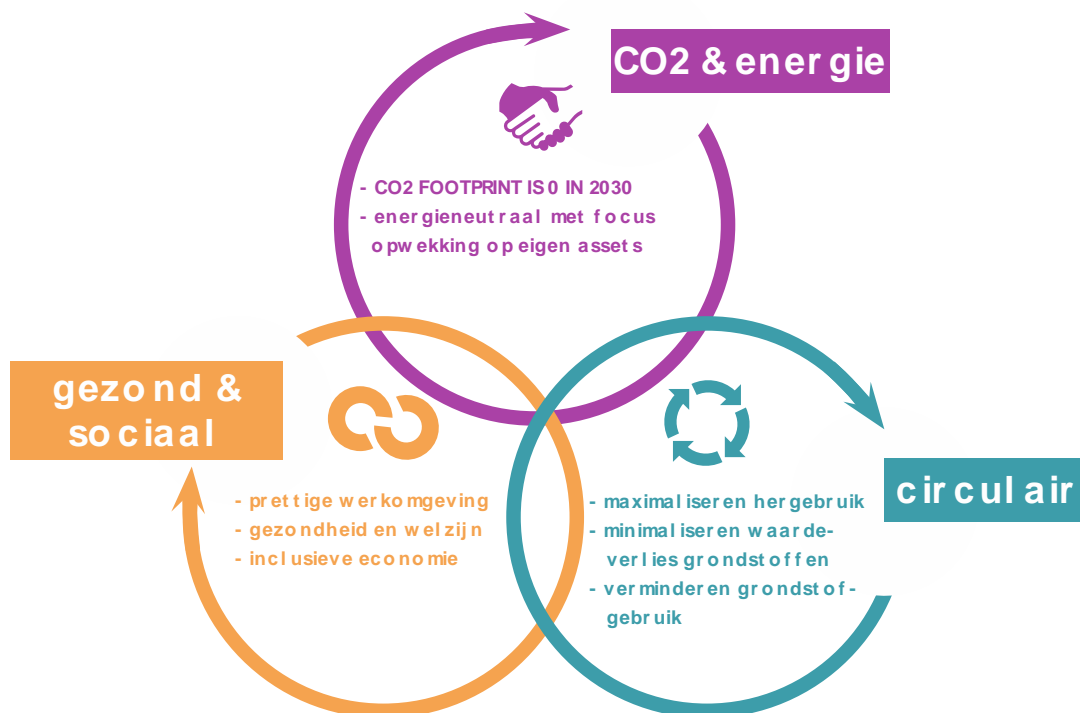 CO2 & energie
- CO2 FOOTPRINT IS 0 IN 2030
- energieneutraal met focus
opwekking op eigen assets
gezond &
sociaal
- prettige werkomgeving
- gezondheid en welzijn
- inclusieve economie
circulair
- maximaliseren hergebruik
- minimaliseren waarde-
verlies grondstoffen
- verminderen grondstof-
gebruik